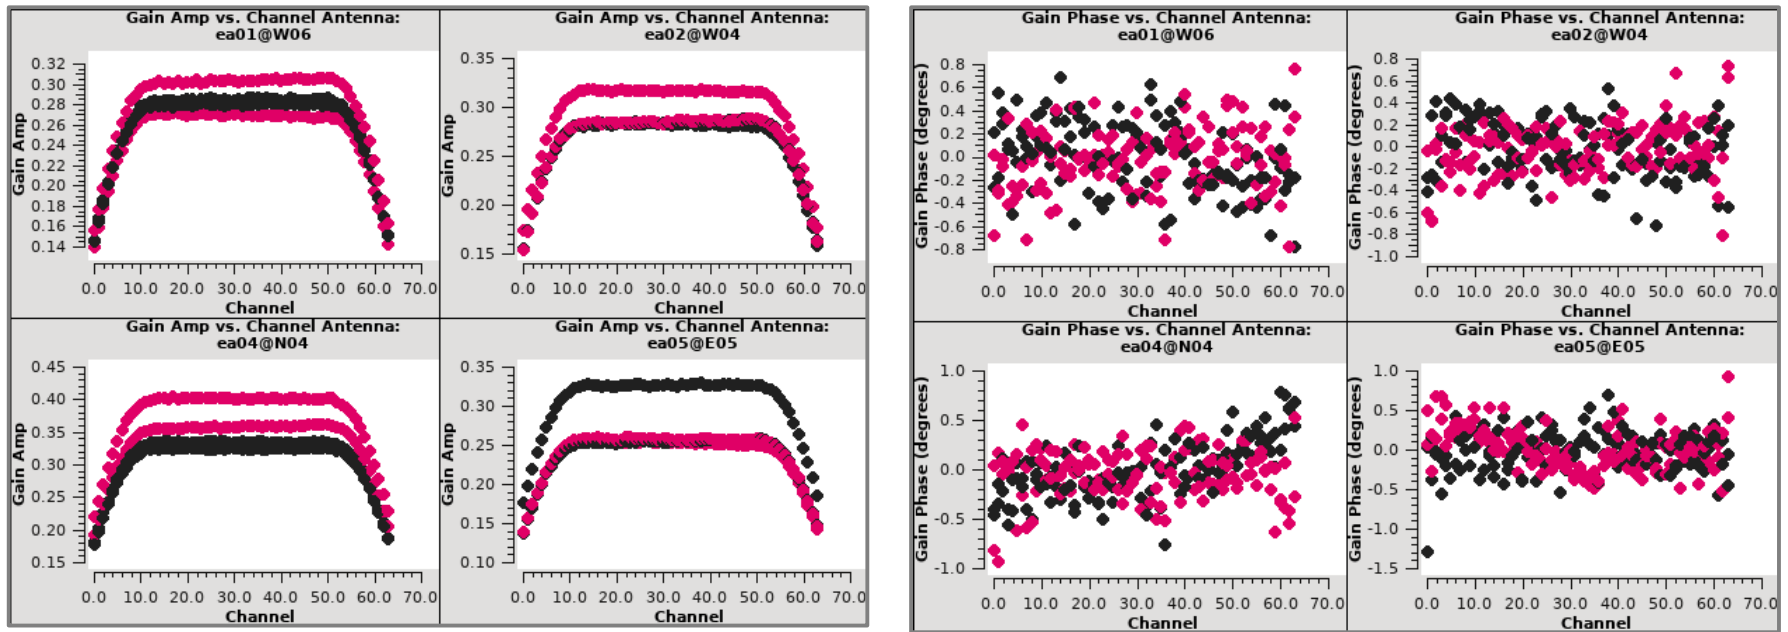 Gain Amp vs. Channel Antenna:
ea01@W06
0.32
0.30
0.28
0.26
0.24
0.22
0.20
0.18
0.16
0.14
Gain Amp
0.0 10.0 20.0 30.0 40.0 50.0 60.0 70.0
Channel
Gain Amp vs. Channel Antenna:
ea02@W04
0.35
0.30
0.25
0.20
0.15
Gain Amp
0.0 10.0 20.0 30.0 40.0 50.0 60.0 70.0
Channel
Gain Amp vs. Channel Antenna:
ea04@N04
0.45
0.40
0.35
0.30
0.25
0.20
0.15
Gain Amp
0.0 10.0 20.0 30.0 40.0 50.0 60.0 70.0
Channel
Gain Amp vs. Channel Antenna:
ea05@E05
0.35
0.30
0.25
0.20
0.15
0.10
Gain Amp
0.0 10.0 20.0 30.0 40.0 50.0 60.0 70.0
Channel
Gain Phase vs. Channel Antenna:
ea01@W06
0.8
0.6
0.4
0.2
0.0
-0.2
-0.4
-0.6
-0.8
Gain Phase (degrees)
0.0 10.0 20.0 30.0 40.0 50.0 60.0 70.0
Channel
Gain Phase vs. Channel Antenna:
ea02@W04
0.8
0.6
0.4
0.2
0.0
-0.2
-0.4
-0.6
-0.8
-1.0
Gain Phase (degrees)
0.0 10.0 20.0 30.0 40.0 50.0 60.0 70.0
Channel
Gain Phase vs. Channel Antenna:
ea04@N04
1.0
0.5
0.0
-0.5
-1.0
Gain Phase (degrees)
0.0 10.0 20.0 30.0 40.0 50.0 60.0 70.0
Channel
Gain Phase vs. Channel Antenna:
ea05@E05
1.0
0.5
0.0
-0.5
-1.0
-1.5
Gain Phase (degrees)
0.0 10.0 20.0 30.0 40.0 50.0 60.0 70.0
Channel